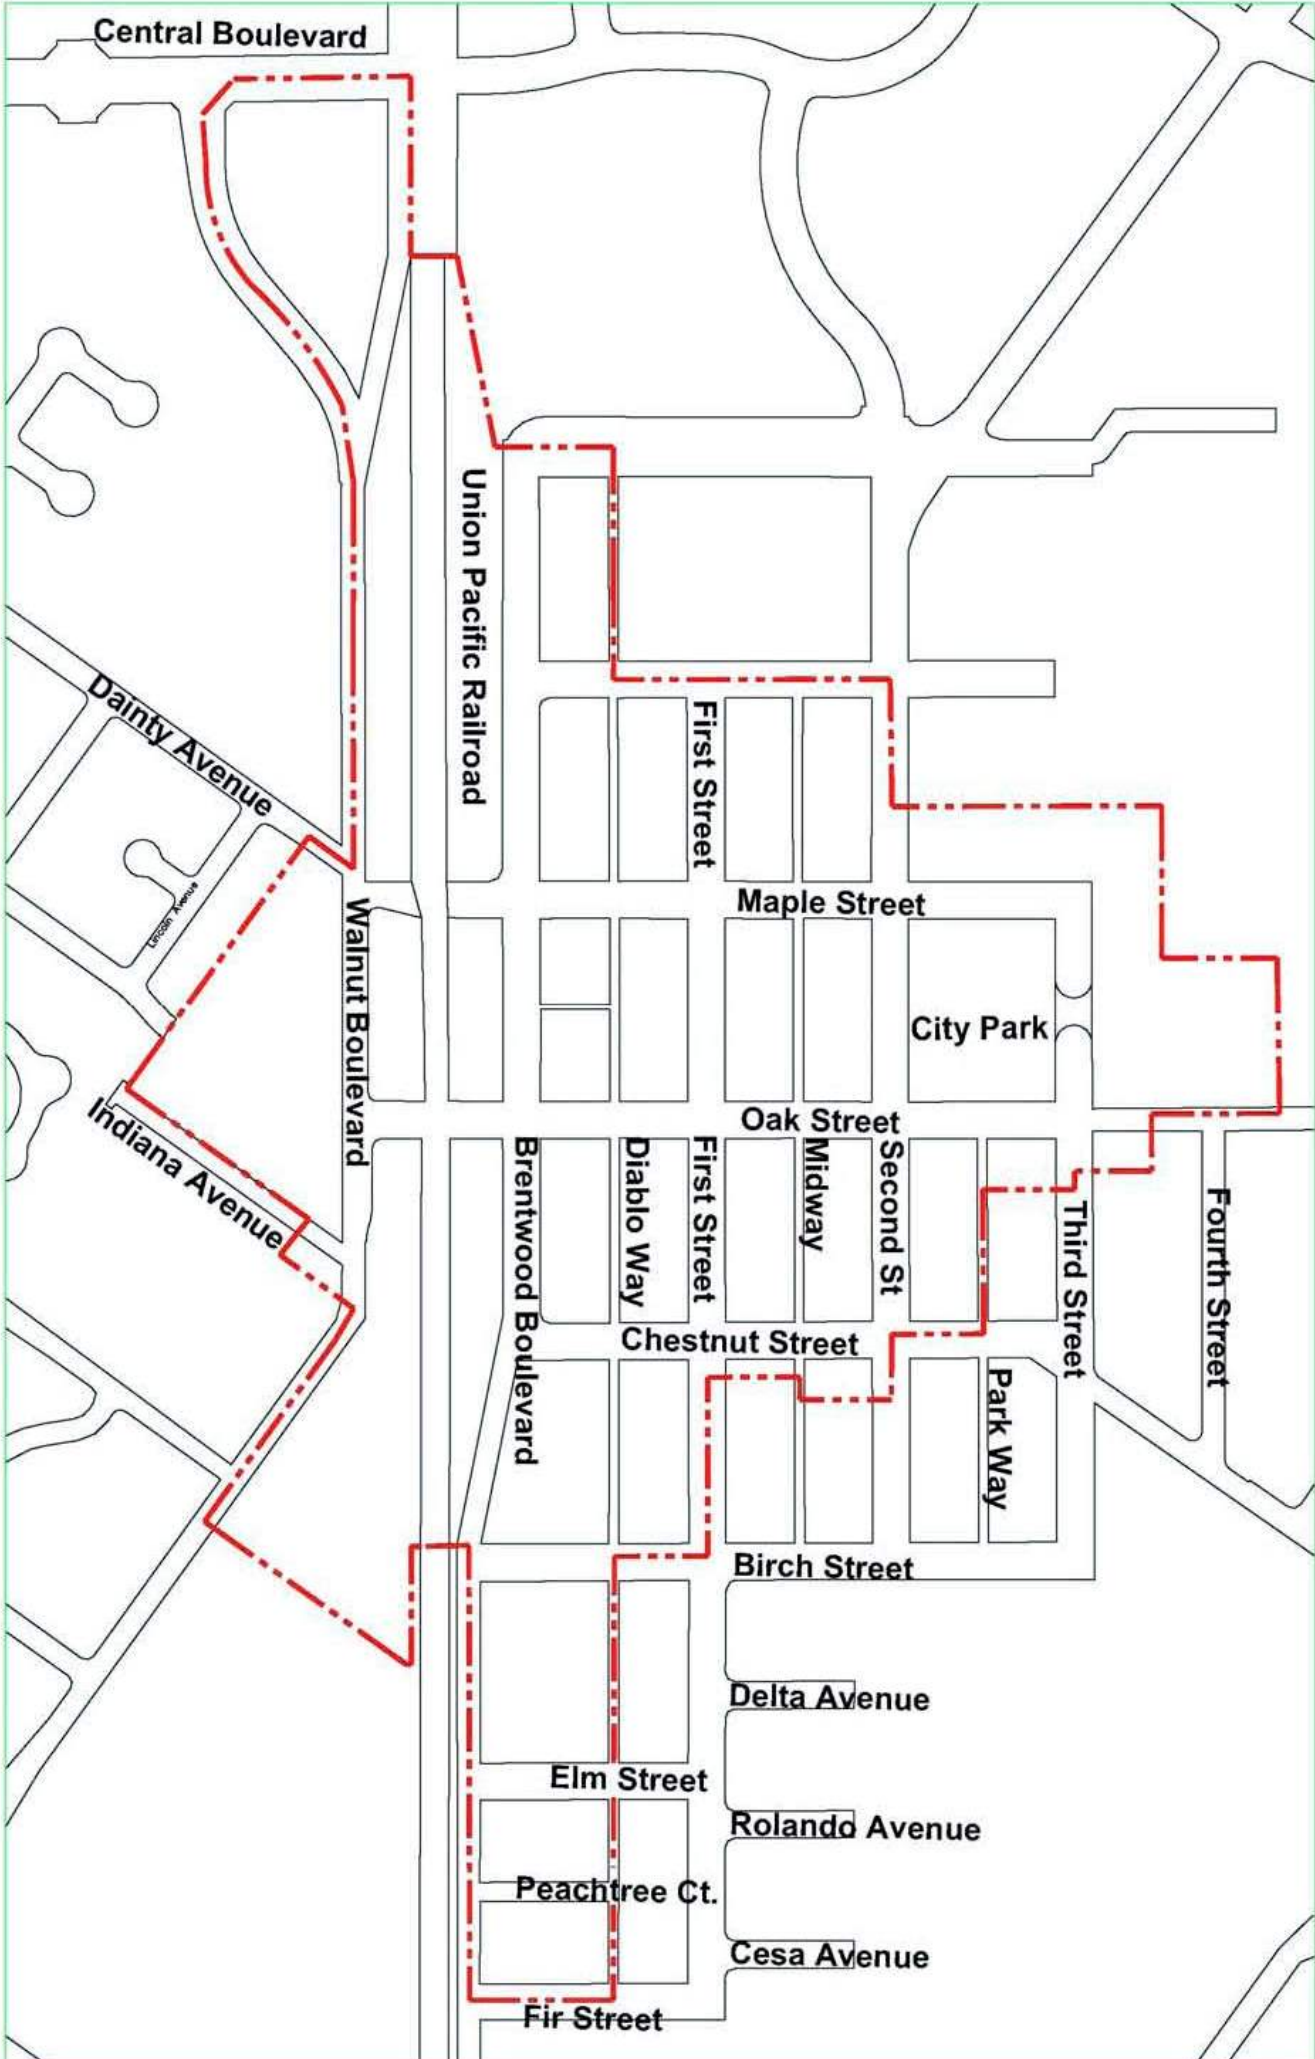 Central Boulevard
Union Pacific Railroad
Dainty Avenue
First Street
Lincoln Avenue
Maple Street
Walnut Boulevard
City Park
Indiana Avenue
Oak Street
Brentwood Boulevard
Diablo Way
First Street
Midway
Second St
Third Street
Fourth Street
Chestnut Street
Park Way
Birch Street
Delta Avenue
Elm Street
Rolando Avenue
Peachtree Ct.
Cesa Avenue
Fir Street